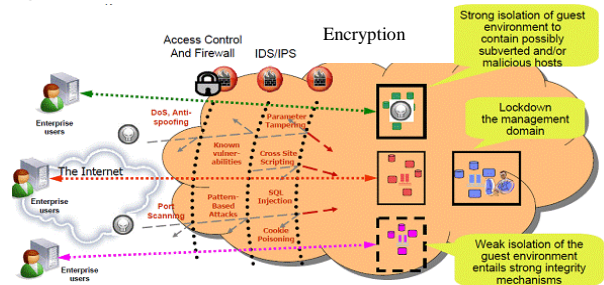 Access Control
And Firewall
IDS/IPS
Encryption
Strong isolation of guest
environment to
contain possibly
subverted and/or
malicious hosts
Enterprise
users
DoS, Anti-
spoofing
Parameter
Tampering
Lockdown
the management
domain
Known
vulner-
abilities
Cross Site
Scripting
The Internet
Enterprise
users
Port
Scanning
Pattern-
Based
Attacks
SQL
Injection
Cookie
Poisoning
Enterprise
users
Weak isolation of the
guest environment
entails strong integrity
mechanisms